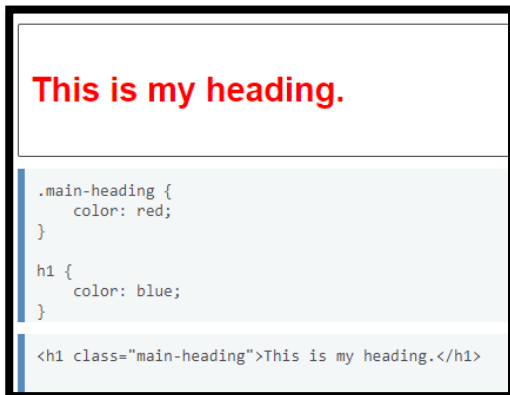 This is my heading.
.main-heading {
    color: red;
}

h1 {
    color: blue;
}
<h1 class="main-heading">This is my heading.</h1>